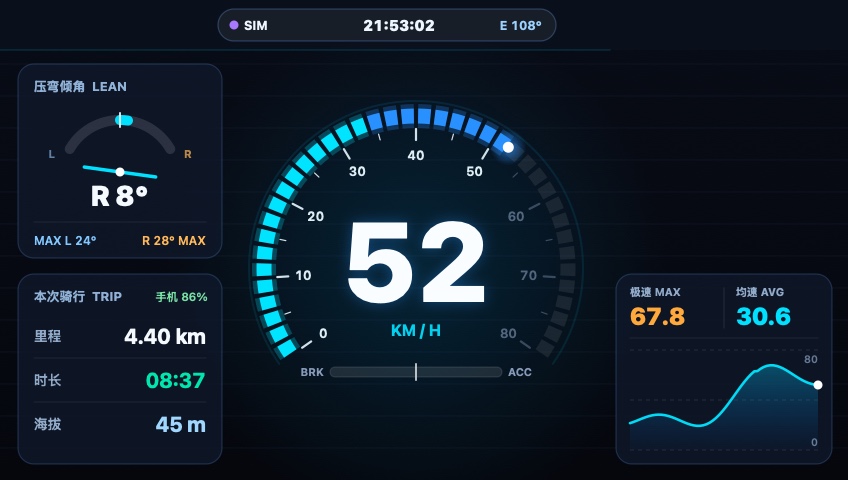 SIM 21:53:02 E 108°
压弯倾角 LEAN
L R
R 8°
MAX L 24° R 28° MAX
本次骑行 TRIP 手机 86%
里程 4.40 km
时长 08:37
海拔 45 m
0 10 20 30 40 50 60 70 80
52
KM / H
BRK ACC
极速 MAX 均速 AVG
67.8 30.6
80
0